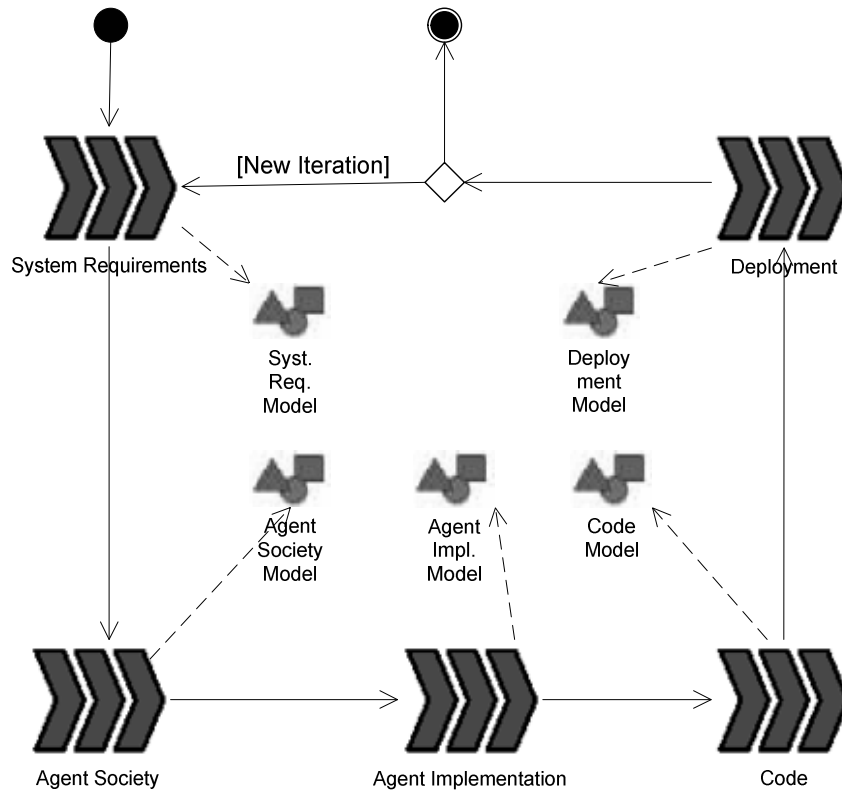 [New Iteration]
System Requirements
Deployment
Syst.
Req.
Model
Deploy
ment
Model
Agent
Society
Model
Agent
Impl.
Model
Code
Model
Agent Society
Agent Implementation
Code